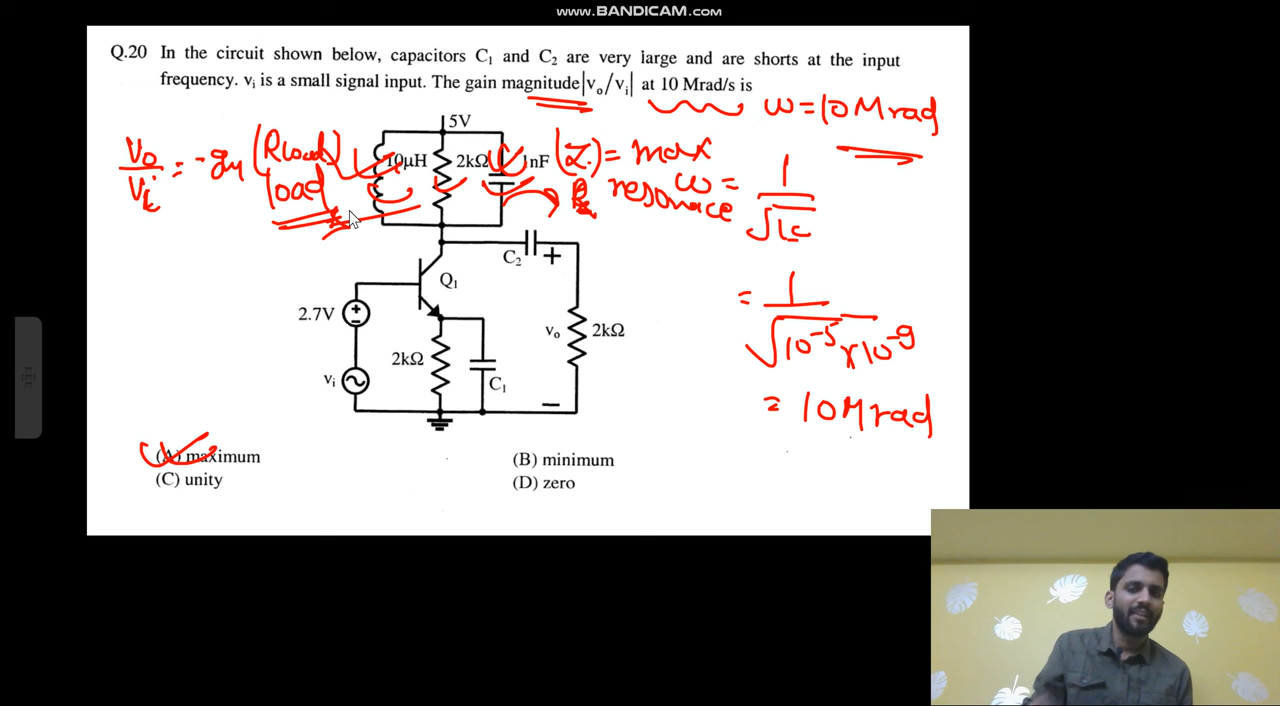 www.BANDICAM.com
Q.20 In the circuit shown below, capacitors C₁ and C₂ are very large and are shorts at the input
frequency. vᵢ is a small signal input. The gain magnitude |vₒ/vᵢ| at 10 Mrad/s is
ω = 10 Mrad
5V
Vo/Vi = -gm (Rload)
load
10μH
2kΩ
1nF
(Z) = max
resonace
ω = 1/√LC
C₂
+
= 1/√10⁻⁵ × 10⁻⁹
Q₁
2.7V
+
−
vₒ
2kΩ
2kΩ
vᵢ
C₁
−
= 10 Mrad
(A) maximum
(B) minimum
(C) unity
(D) zero